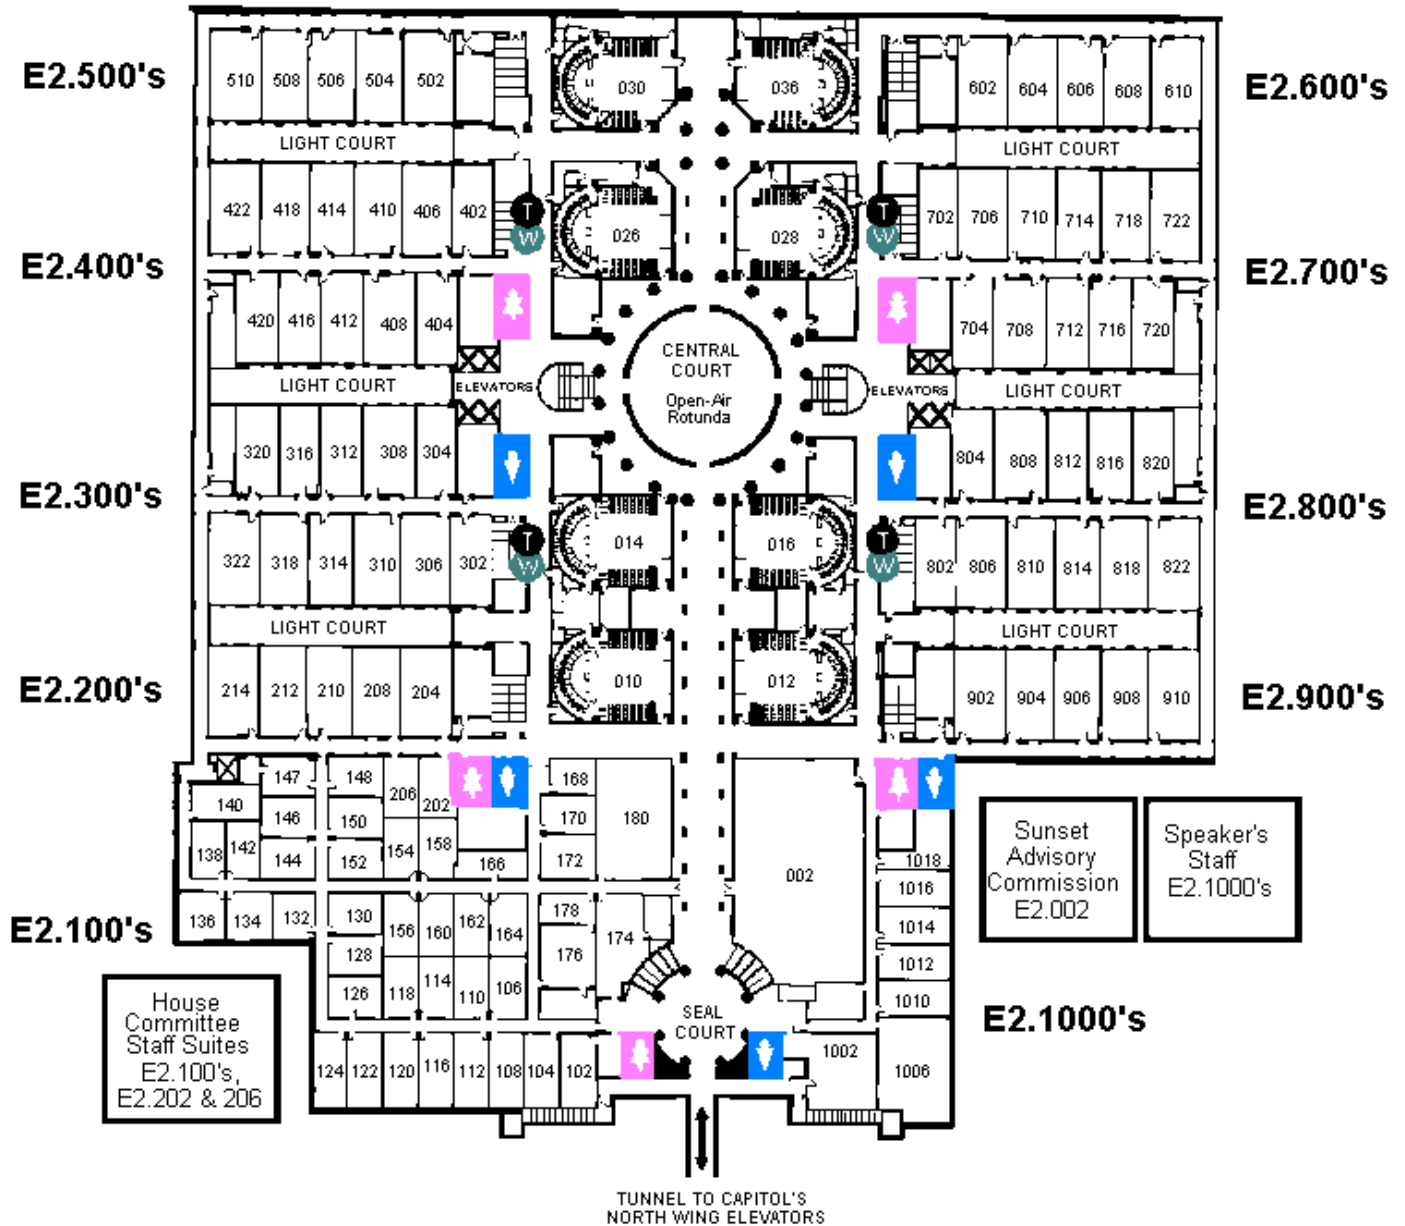 510 508 506 504 502 030 036 602 604 606 608 610
E2.500's
E2.600's
LIGHT COURT
LIGHT COURT
422 418 414 410 406 402 T 026 028 T 702 706 710 714 718 722
W W
E2.400's
E2.700's
420 416 412 408 404 704 708 712 716 720
CENTRAL
COURT
Open-Air
Rotunda
LIGHT COURT
ELEVATORS
ELEVATORS
LIGHT COURT
320 316 312 308 304 804 808 812 816 820
E2.300's
E2.800's
322 318 314 310 306 302 T 014 016 T 802 806 810 814 818 822
W W
LIGHT COURT
LIGHT COURT
214 212 210 208 204 010 012 902 904 906 908 910
E2.200's
E2.900's
147 148 206 202 168
140 146 150 170 180
138 142 144 152 154 158 166 172 002 1018
1016
136 134 132 130 156 160 162 164 178 174 1014
E2.100's
128 176 1012
126 118 114 110 106 1010
124 122 120 116 112 108 104 102 1002 1006
SEAL
COURT
E2.1000's
Sunset
Advisory
Commission
E2.002
Speaker's
Staff
E2.1000's
House
Committee
Staff Suites
E2.100's,
E2.202 & 206
TUNNEL TO CAPITOL'S
NORTH WING ELEVATORS